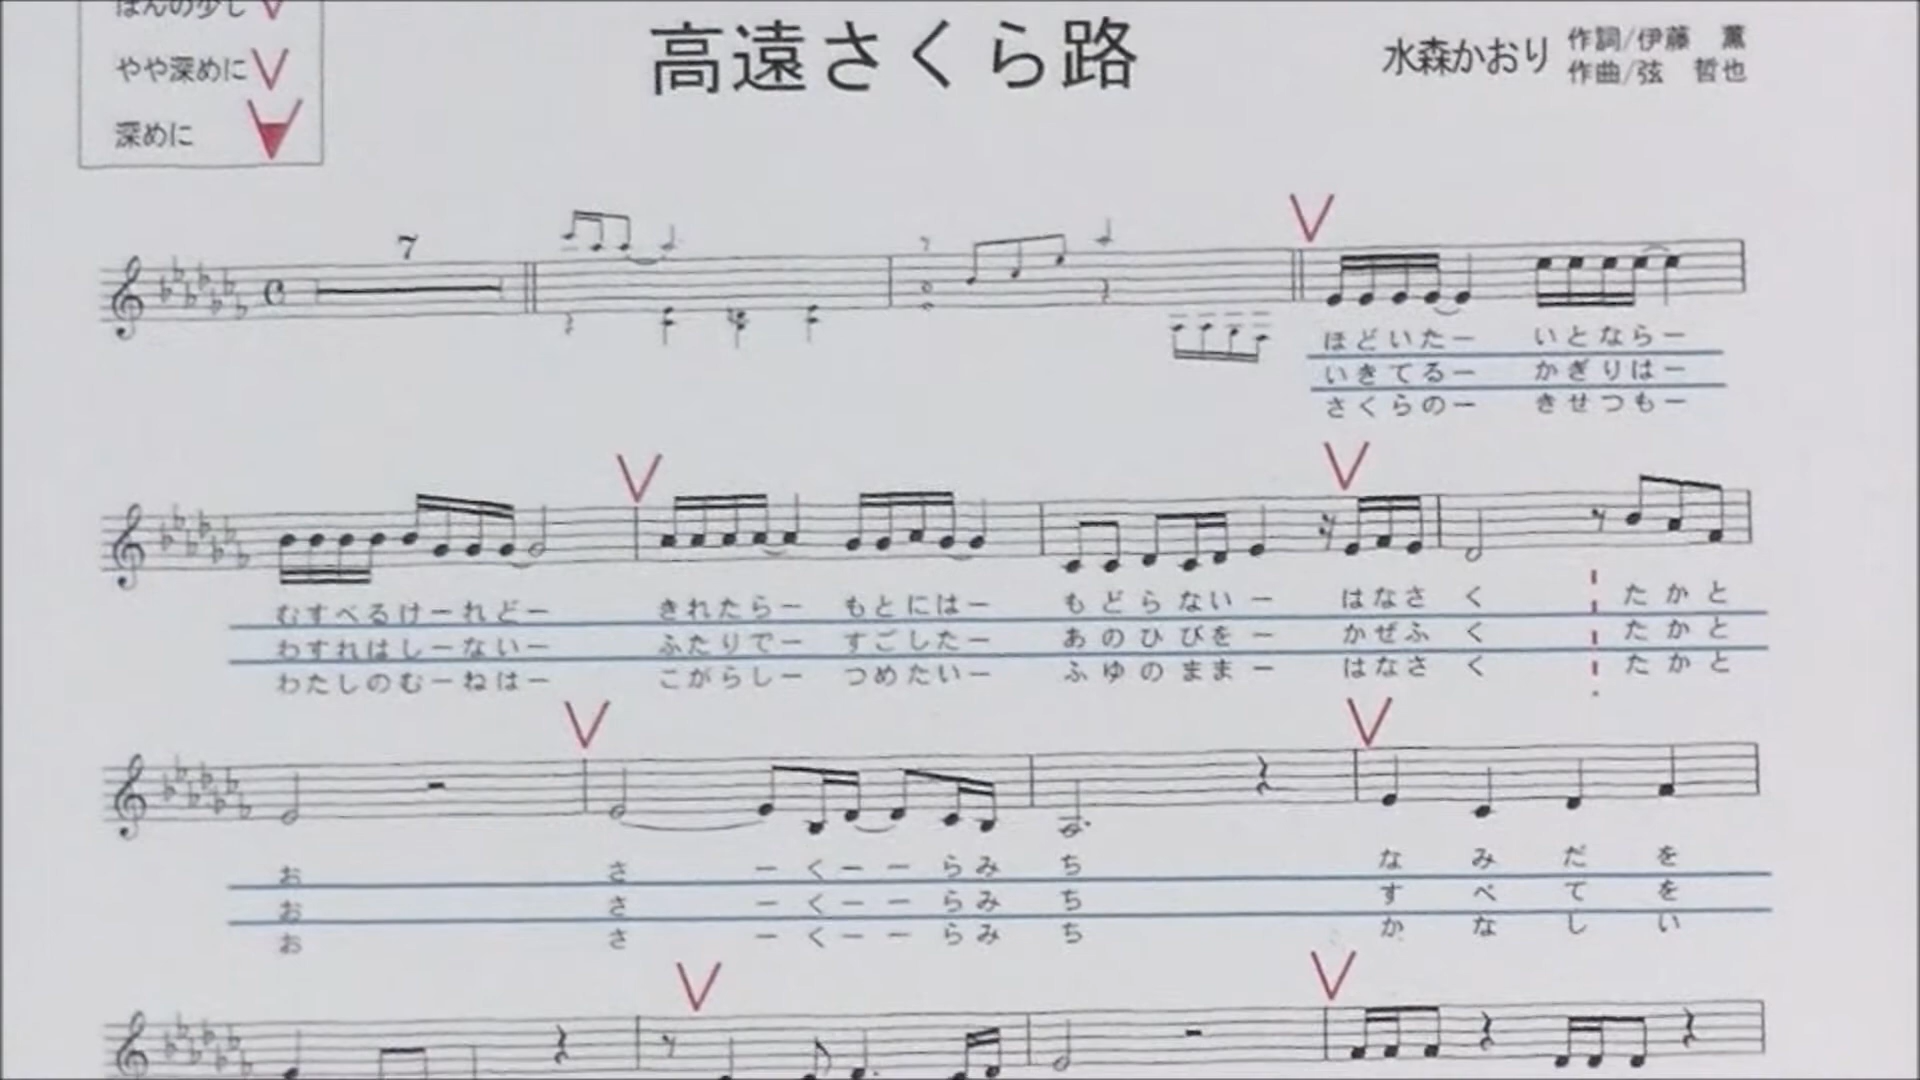 ほんの少し V
やや深めに V
深めに
高遠さくら路
水森かおり
作詞/伊藤 薫
作曲/弦 哲也
7
ほどいたー いとならー
いきてるー かぎりはー
さくらのー きせつもー
むすべるけーれどー きれたらー もとにはー もどらないー はなさく たかと
わすれはしーないー ふたりでー すごしたー あのひびをー かぜふく たかと
わたしのむーねはー こがらしー つめたいー ふゆのままー はなさく たかと
お さーくーーらみち なみだを
お さーくーーらみち すべてを
お さーくーーらみち かなしい